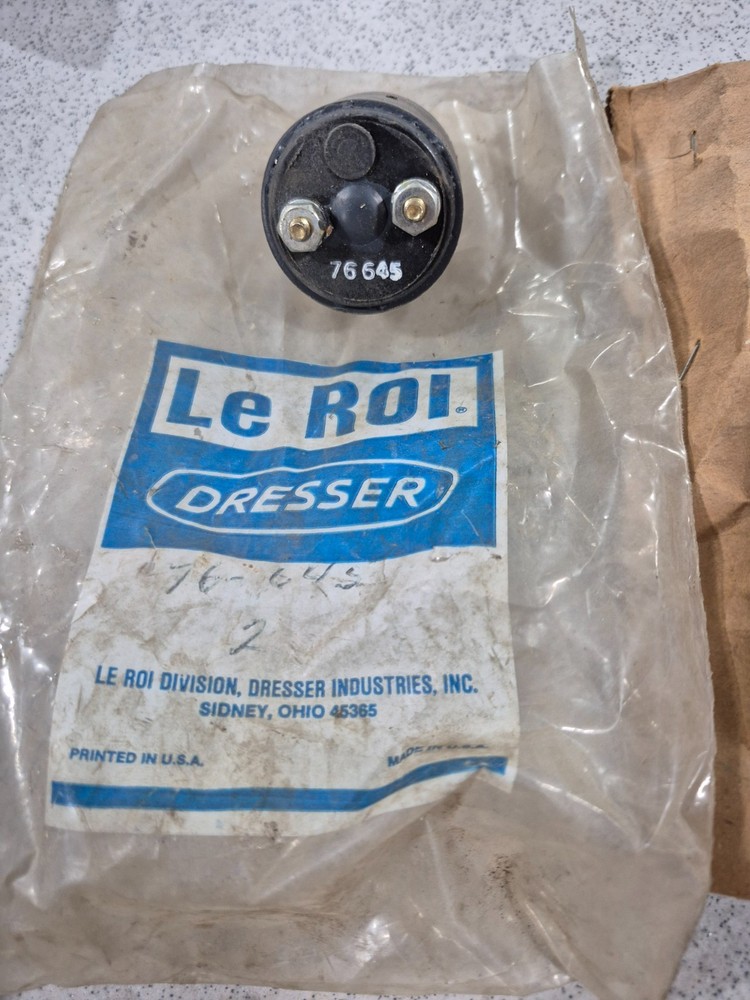 76 645
Le ROI®
DRESSER
76-645
2
LE ROI DIVISION, DRESSER INDUSTRIES, INC.
SIDNEY, OHIO 45365
PRINTED IN U.S.A.
MADE IN U.S.A.